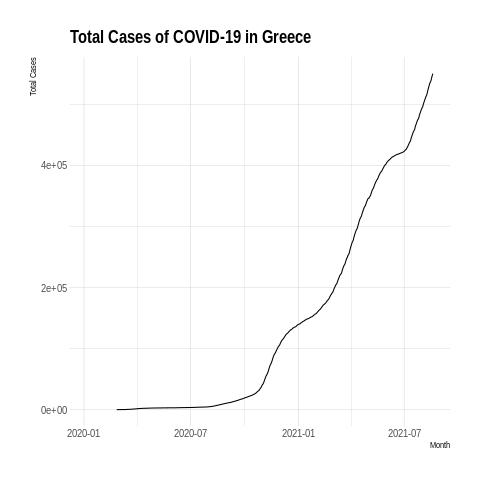 Total Cases of COVID-19 in Greece
Total Cases
4e+05
2e+05
0e+00
2020-01 2020-07 2021-01 2021-07
Month